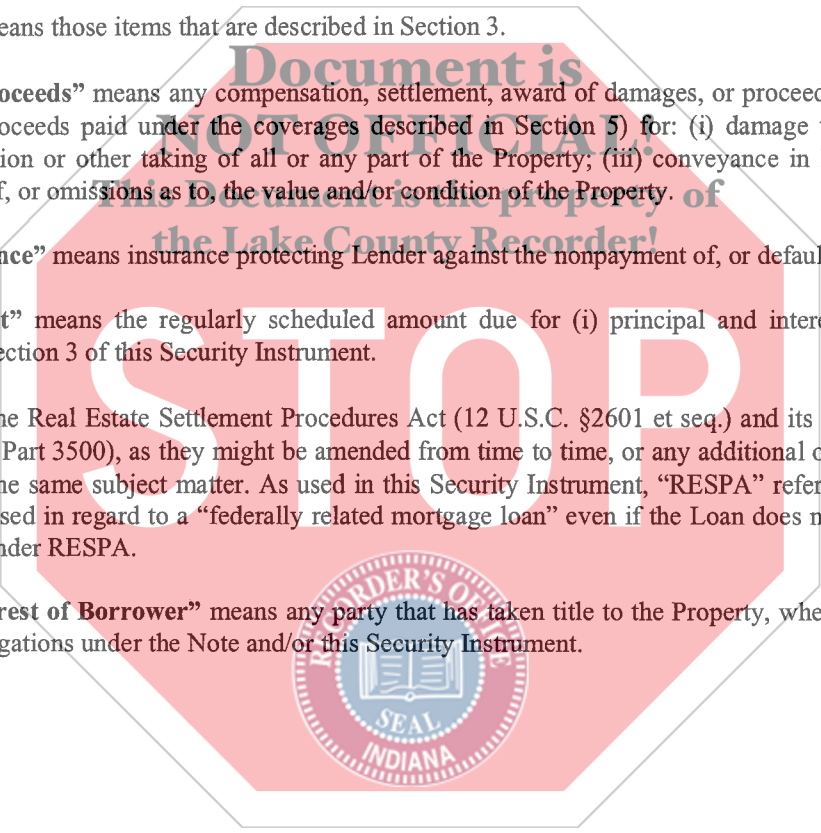 eans those items that are described in Section 3.
Document is
oceeds” means any compensation, settlement, award of damages, or proceed
NOT OFFICIAL!
oceeds paid under the coverages described in Section 5) for: (i) damage
ion or other taking of all or any part of the Property; (iii) conveyance in
f, or omissions as to, the value and/or condition of the Property.
This Document is the property of
the Lake County Recorder!
nce” means insurance protecting Lender against the nonpayment of, or defaul
t” means the regularly scheduled amount due for (i) principal and intere
ection 3 of this Security Instrument.
STOP
he Real Estate Settlement Procedures Act (12 U.S.C. §2601 et seq.) and its
Part 3500), as they might be amended from time to time, or any additional o
he same subject matter. As used in this Security Instrument, “RESPA” refer
sed in regard to a “federally related mortgage loan” even if the Loan does n
nder RESPA.
rest of Borrower” means any party that has taken title to the Property, whe
gations under the Note and/or this Security Instrument.
RECORDER'S OFFICE
SEAL
INDIANA